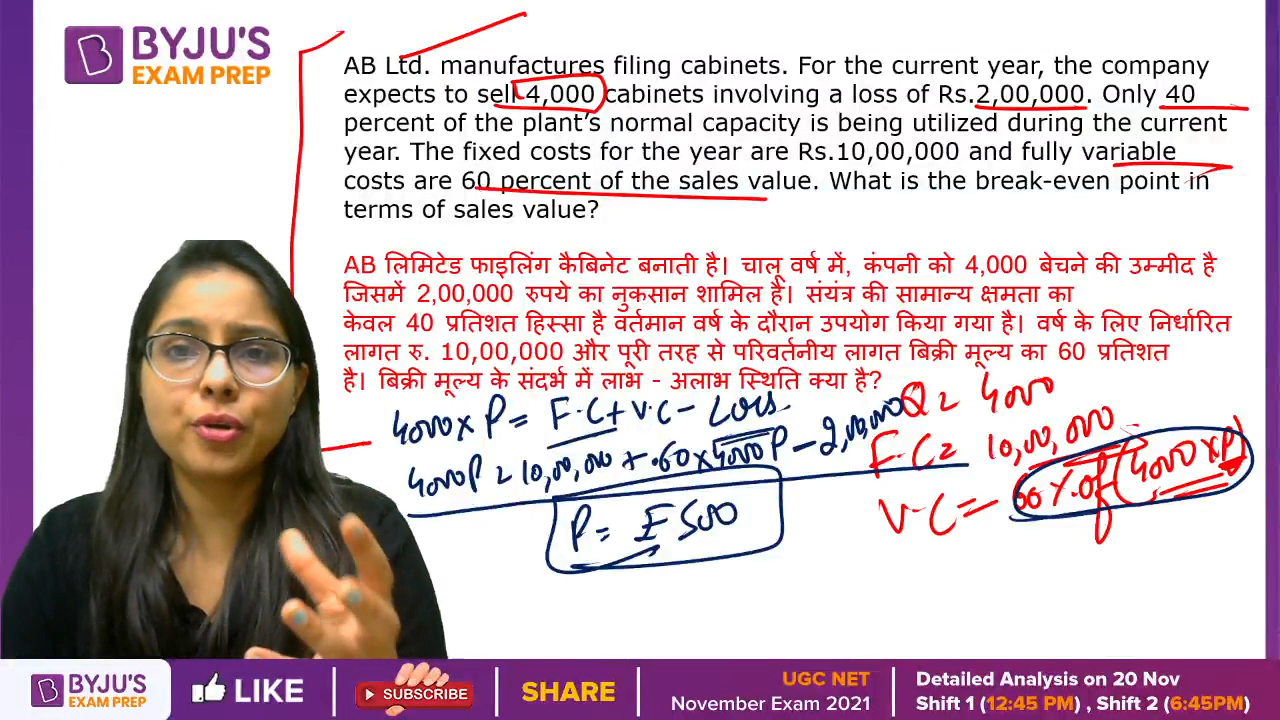 BYJU'S
EXAM PREP
AB Ltd. manufactures filing cabinets. For the current year, the company
expects to sell 4,000 cabinets involving a loss of Rs.2,00,000. Only 40
percent of the plant's normal capacity is being utilized during the current
year. The fixed costs for the year are Rs.10,00,000 and fully variable
costs are 60 percent of the sales value. What is the break-even point in
terms of sales value?
AB लिमिटेड फाइलिंग कैबिनेट बनाती है। चालू वर्ष में, कंपनी को 4,000 बेचने की उम्मीद है
जिसमें 2,00,000 रुपये का नुकसान शामिल है। संयंत्र की सामान्य क्षमता का
केवल 40 प्रतिशत हिस्सा है वर्तमान वर्ष के दौरान उपयोग किया गया है। वर्ष के लिए निर्धारित
लागत रु. 10,00,000 और पूरी तरह से परिवर्तनीय लागत बिक्री मूल्य का 60 प्रतिशत
है। बिक्री मूल्य के संदर्भ में लाभ - अलाभ स्थिति क्या है?
4000 x P = F.C + V.C - Loss
4000P = 10,00,000 + .60 x 4000P - 2,00,000
P = ₹ 500
Q = 4000
F.C = 10,00,000
V.C = 60 %. of (4000 x P)
BYJU'S
EXAM PREP
LIKE
SUBSCRIBE
SHARE
UGC NET
November Exam 2021
Detailed Analysis on 20 Nov
Shift 1 (12:45 PM) , Shift 2 (6:45PM)